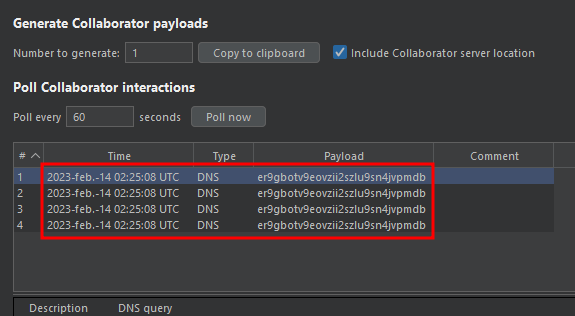 Generate Collaborator payloads
Number to generate: 1 Copy to clipboard Include Collaborator server location
Poll Collaborator interactions
Poll every 60 seconds Poll now
# Time Type Payload Comment
1 2023-feb.-14 02:25:08 UTC DNS er9gbotv9eovzii2szlu9sn4jvpmdb
2 2023-feb.-14 02:25:08 UTC DNS er9gbotv9eovzii2szlu9sn4jvpmdb
3 2023-feb.-14 02:25:08 UTC DNS er9gbotv9eovzii2szlu9sn4jvpmdb
4 2023-feb.-14 02:25:08 UTC DNS er9gbotv9eovzii2szlu9sn4jvpmdb
Description DNS query